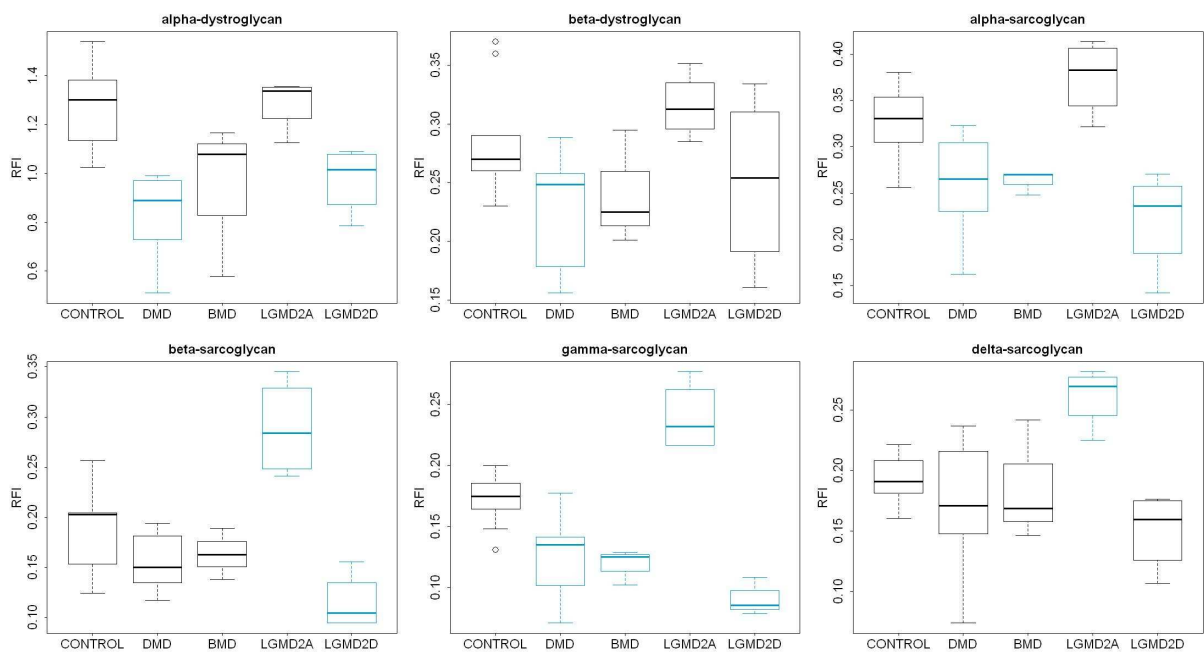 alpha-dystroglycan
RFI
1.4
1.2
1.0
0.8
0.6
CONTROL DMD BMD LGMD2A LGMD2D
beta-dystroglycan
RFI
0.35
0.30
0.25
0.20
0.15
CONTROL DMD BMD LGMD2A LGMD2D
alpha-sarcoglycan
RFI
0.40
0.35
0.30
0.25
0.20
0.15
CONTROL DMD BMD LGMD2A LGMD2D
beta-sarcoglycan
RFI
0.35
0.30
0.25
0.20
0.15
0.10
CONTROL DMD BMD LGMD2A LGMD2D
gamma-sarcoglycan
RFI
0.25
0.20
0.15
0.10
CONTROL DMD BMD LGMD2A LGMD2D
delta-sarcoglycan
RFI
0.25
0.20
0.15
0.10
CONTROL DMD BMD LGMD2A LGMD2D